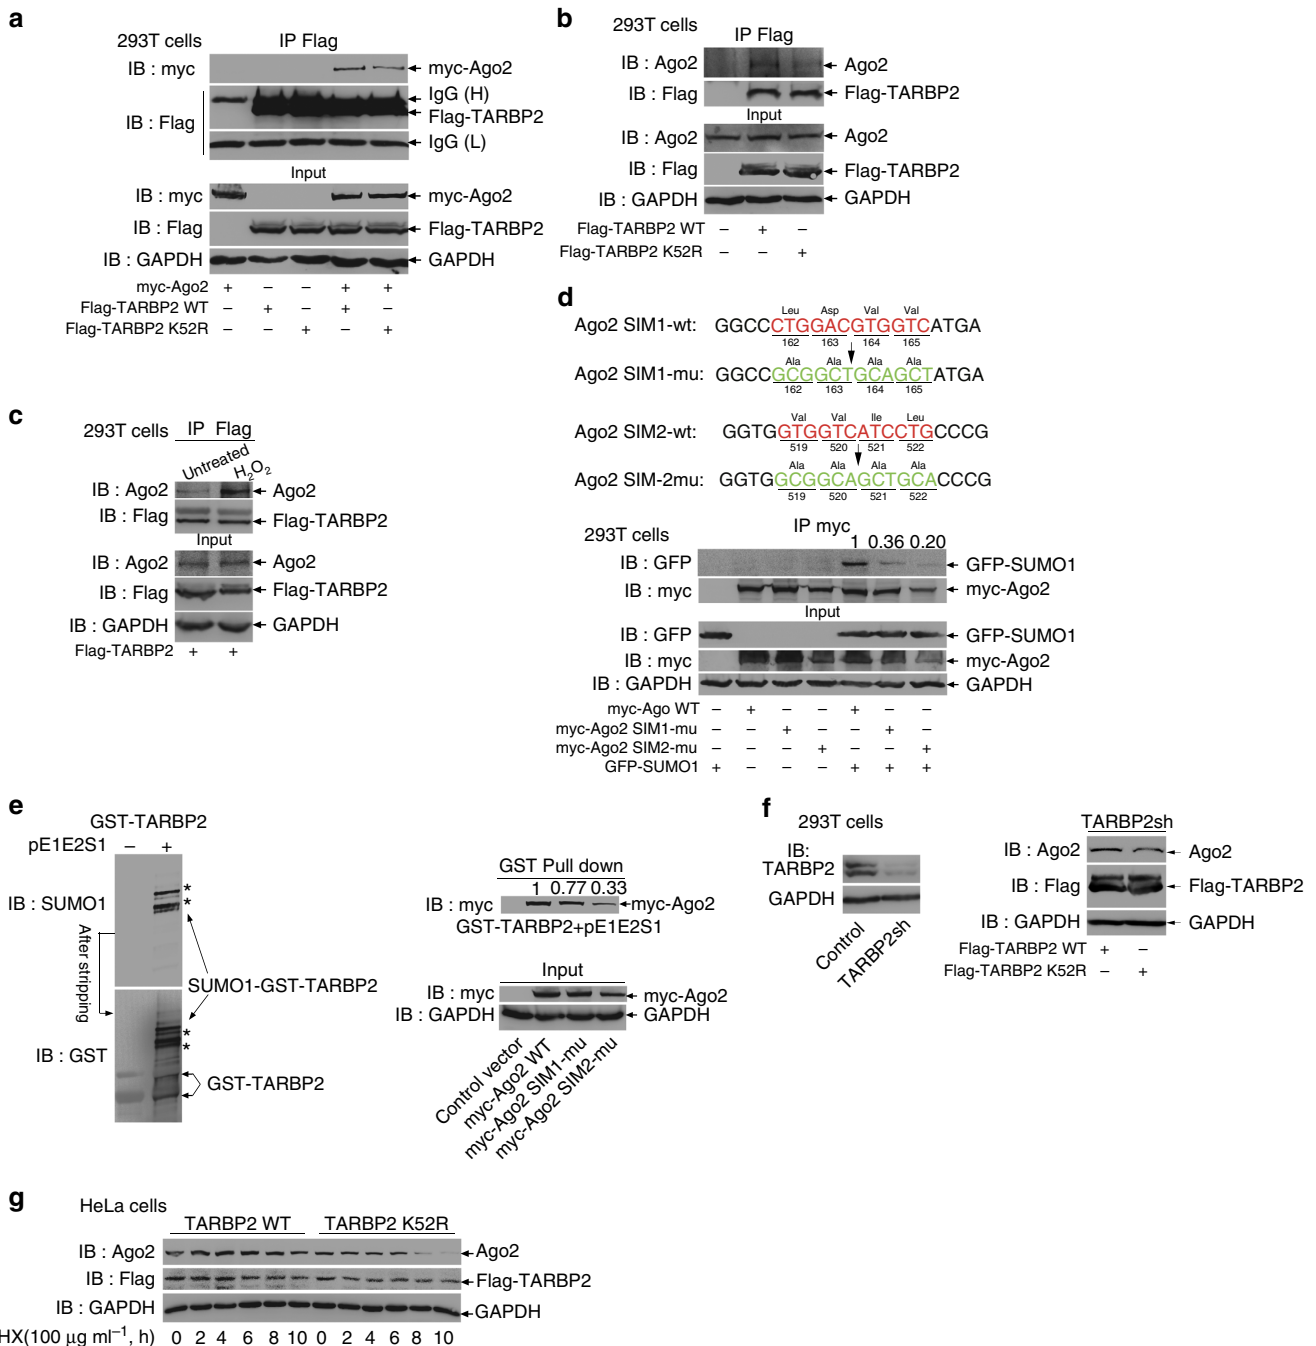 a
293T cells IP Flag
IB : myc myc-Ago2
IgG (H)
IB : Flag Flag-TARBP2
IgG (L)
Input
IB : myc myc-Ago2
IB : Flag Flag-TARBP2
IB : GAPDH GAPDH
myc-Ago2 + – – + +
Flag-TARBP2 WT – + – + –
Flag-TARBP2 K52R – – + – +
b
293T cells
IP Flag
IB : Ago2 Ago2
IB : Flag Flag-TARBP2
Input
IB : Ago2 Ago2
IB : Flag Flag-TARBP2
IB : GAPDH GAPDH
Flag-TARBP2 WT – + –
Flag-TARBP2 K52R – – +
c
293T cells IP Flag
Untreated H2O2
IB : Ago2 Ago2
IB : Flag Flag-TARBP2
Input
IB : Ago2 Ago2
IB : Flag Flag-TARBP2
IB : GAPDH GAPDH
Flag-TARBP2 + +
d
Leu Asp Val Val
Ago2 SIM1-wt: GGCCCTGGACGTGGTCATGA
162 163 164 165
Ala Ala Ala Ala
Ago2 SIM1-mu: GGCCGCGGCTGCAGCTATGA
162 163 164 165
Val Val Ile Leu
Ago2 SIM2-wt: GGTGGTGGTCATCCTGCCCG
519 520 521 522
Ala Ala Ala Ala
Ago2 SIM-2mu: GGTGGCGGCAGCTGCACCCG
519 520 521 522
293T cells IP myc
1 0.36 0.20
IB : GFP GFP-SUMO1
IB : myc myc-Ago2
Input
IB : GFP GFP-SUMO1
IB : myc myc-Ago2
IB : GAPDH GAPDH
myc-Ago WT – + – – + – –
myc-Ago2 SIM1-mu – – + – – + –
myc-Ago2 SIM2-mu – – – + – – +
GFP-SUMO1 + – – – + + +
e
GST-TARBP2
pE1E2S1 – +
IB : SUMO1
*
*
After stripping
SUMO1-GST-TARBP2
*
*
IB : GST
GST-TARBP2
GST Pull down
1 0.77 0.33
IB : myc myc-Ago2
GST-TARBP2+pE1E2S1
Input
IB : myc myc-Ago2
IB : GAPDH GAPDH
Control vector
myc-Ago2 WT
myc-Ago2 SIM1-mu
myc-Ago2 SIM2-mu
f
293T cells
IB:
TARBP2
GAPDH
Control
TARBP2sh
TARBP2sh
IB : Ago2 Ago2
IB : Flag Flag-TARBP2
IB : GAPDH GAPDH
Flag-TARBP2 WT + –
Flag-TARBP2 K52R – +
g
HeLa cells
TARBP2 WT TARBP2 K52R
IB : Ago2 Ago2
IB : Flag Flag-TARBP2
IB : GAPDH GAPDH
HX(100 μg ml⁻¹, h) 0 2 4 6 8 10 0 2 4 6 8 10